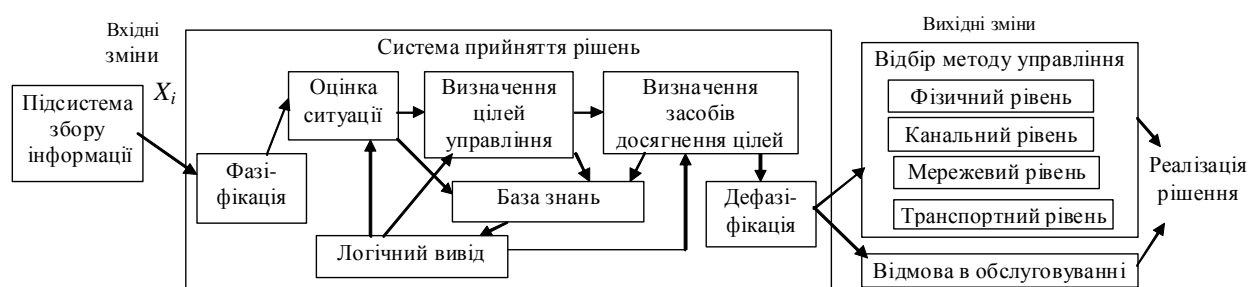 Вхідні
зміни
Підсистема
збору
інформації
X_i
Система прийняття рішень
Фазі-
фікація
Оцінка
ситуації
Визначення
цілей
управління
Визначення
засобів
досягнення цілей
База знань
Логічний вивід
Дефазі-
фікація
Вихідні зміни
Відбір методу управління
Фізичний рівень
Канальний рівень
Мережевий рівень
Транспортний рівень
Відмова в обслуговуванні
Реалізація
рішення